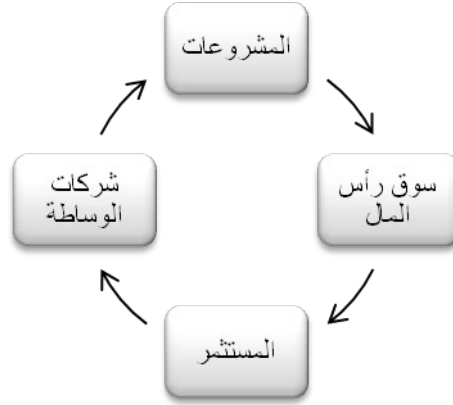 المشروعات
سوق رأس
المال
المستثمر
شركات
الوساطة